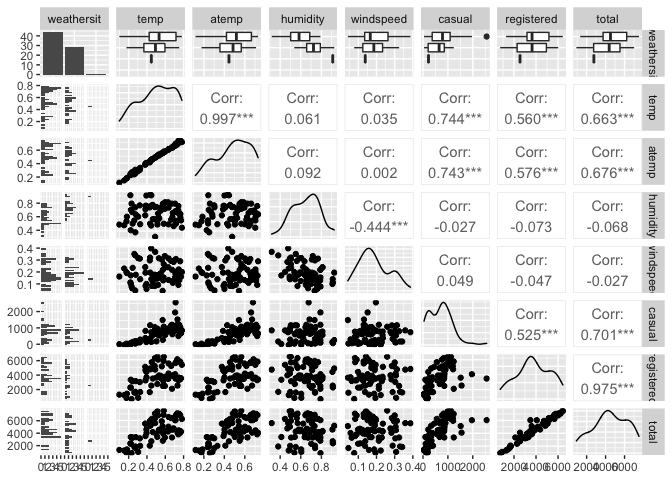 weathersit temp atemp humidity windspeed casual registered total
40
30
20
10
0
weathersi
0.8
0.6
0.4
0.2
Corr:
0.997***
Corr:
0.061
Corr:
0.035
Corr:
0.744***
Corr:
0.560***
Corr:
0.663***
temp
0.6
0.4
0.2
Corr:
0.092
Corr:
0.002
Corr:
0.743***
Corr:
0.576***
Corr:
0.676***
atemp
0.8
0.6
0.4
Corr:
-0.444***
Corr:
-0.027
Corr:
-0.073
Corr:
-0.068
humidity
0.4
0.3
0.2
0.1
Corr:
0.049
Corr:
-0.047
Corr:
-0.027
windspee
2000
1000
0
Corr:
0.525***
Corr:
0.701***
casual
6000
4000
2000
Corr:
0.975***
egistered
6000
4000
2000
total
0.2 0.4 0.6 0.8
0.2 0.4 0.6
0.4 0.6 0.8
0.1 0.2 0.3 0.4
0 1000 2000
2000 4000 6000
2000 4000 6000